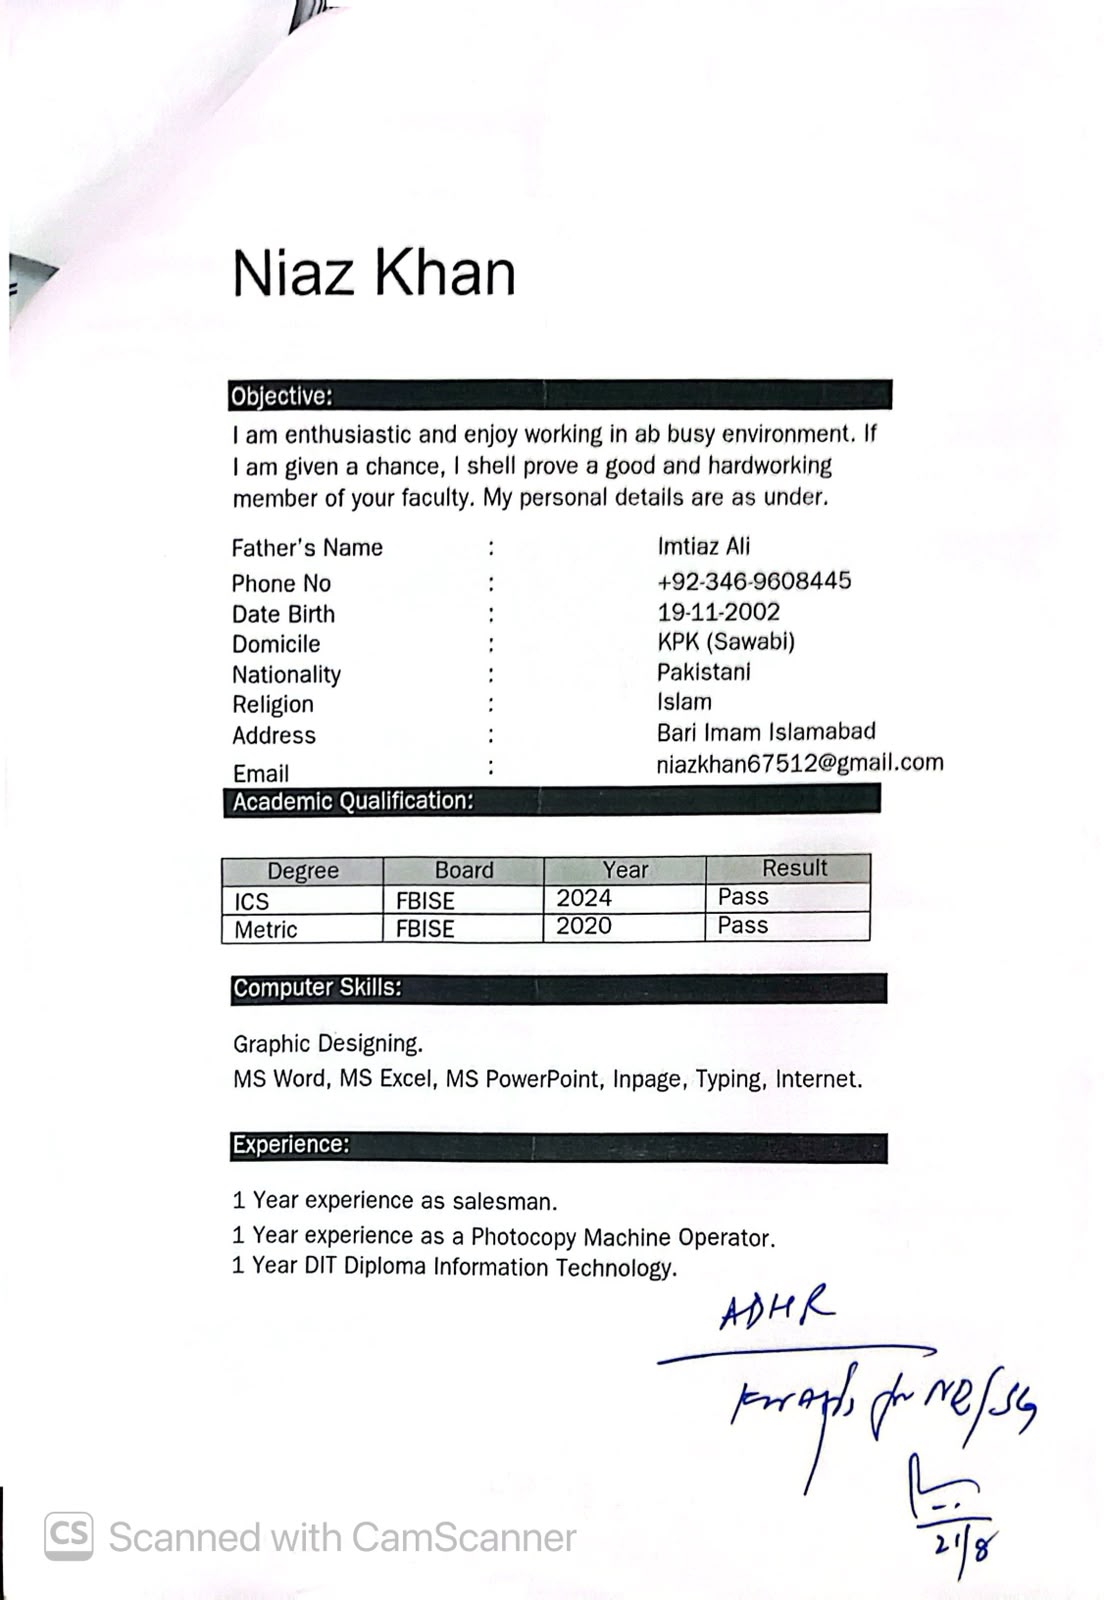 Niaz Khan
Objective:
I am enthusiastic and enjoy working in ab busy environment. If
I am given a chance, I shell prove a good and hardworking
member of your faculty. My personal details are as under.
Father's Name : Imtiaz Ali
Phone No : +92-346-9608445
Date Birth : 19-11-2002
Domicile : KPK (Sawabi)
Nationality : Pakistani
Religion : Islam
Address : Bari Imam Islamabad
Email : niazkhan67512@gmail.com
Academic Qualification:
Degree Board Year Result
ICS FBISE 2024 Pass
Metric FBISE 2020 Pass
Computer Skills:
Graphic Designing.
MS Word, MS Excel, MS PowerPoint, Inpage, Typing, Internet.
Experience:
1 Year experience as salesman.
1 Year experience as a Photocopy Machine Operator.
1 Year DIT Diploma Information Technology.
ADHR
for
21/8
CS Scanned with CamScanner